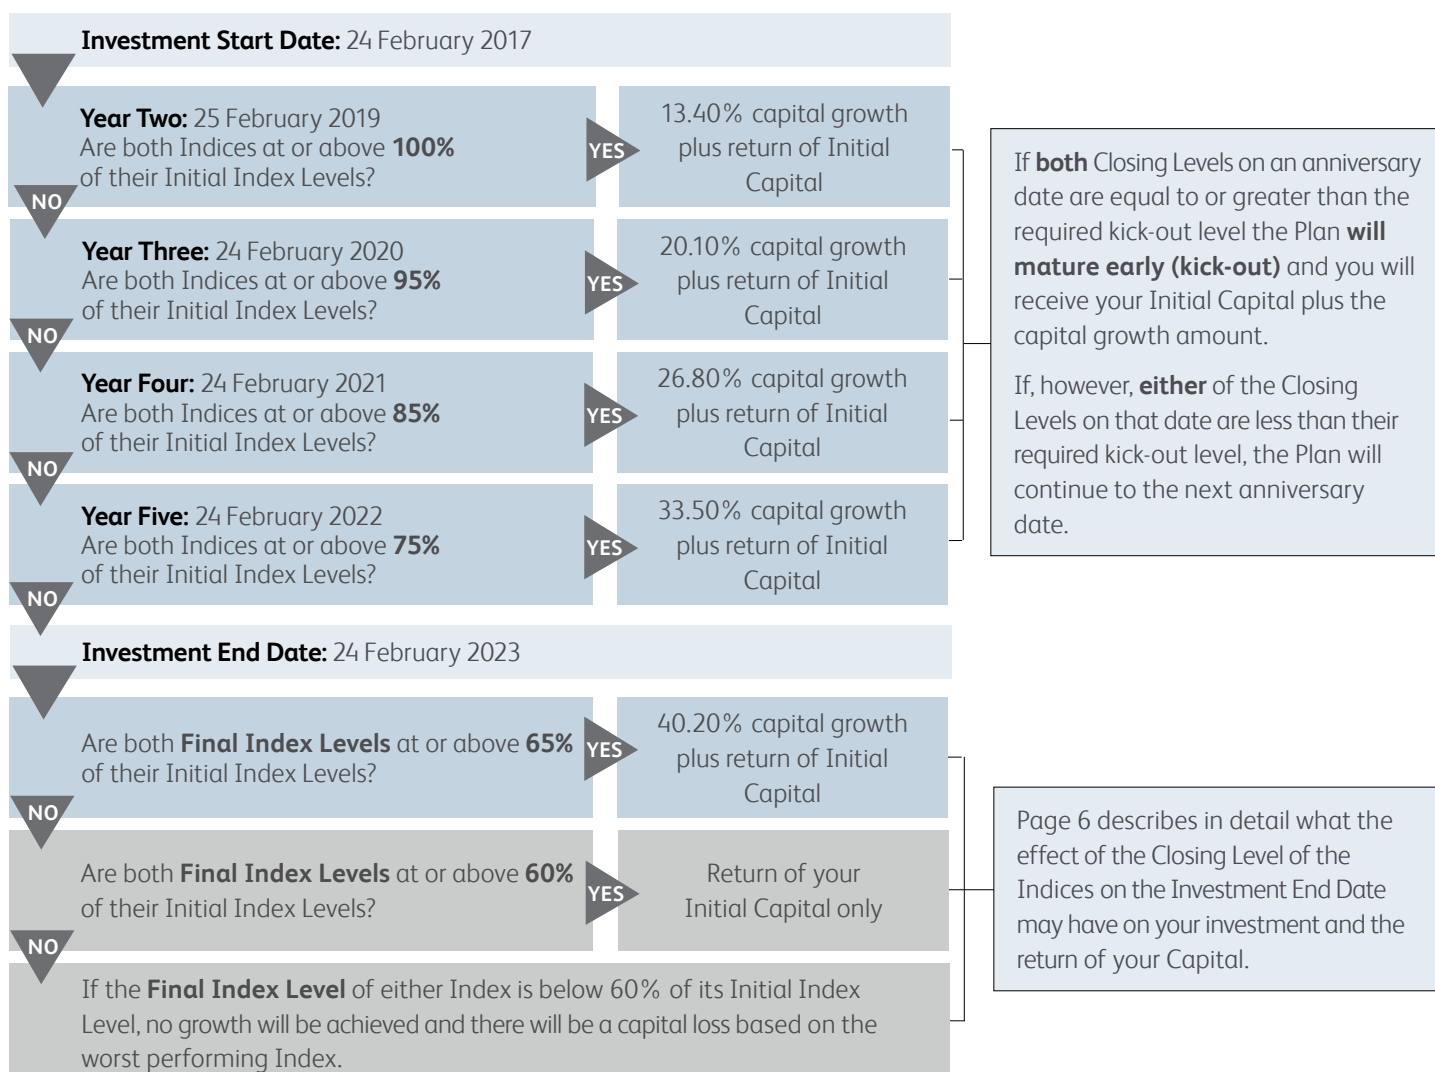 Investment Start Date: 24 February 2017
Year Two: 25 February 2019
Are both Indices at or above 100%
of their Initial Index Levels?
YES
13.40% capital growth
plus return of Initial
Capital
NO
Year Three: 24 February 2020
Are both Indices at or above 95%
of their Initial Index Levels?
YES
20.10% capital growth
plus return of Initial
Capital
NO
Year Four: 24 February 2021
Are both Indices at or above 85%
of their Initial Index Levels?
YES
26.80% capital growth
plus return of Initial
Capital
NO
Year Five: 24 February 2022
Are both Indices at or above 75%
of their Initial Index Levels?
YES
33.50% capital growth
plus return of Initial
Capital
NO
If both Closing Levels on an anniversary
date are equal to or greater than the
required kick-out level the Plan will
mature early (kick-out) and you will
receive your Initial Capital plus the
capital growth amount.
If, however, either of the Closing
Levels on that date are less than their
required kick-out level, the Plan will
continue to the next anniversary
date.
Investment End Date: 24 February 2023
Are both Final Index Levels at or above 65%
of their Initial Index Levels?
YES
40.20% capital growth
plus return of Initial
Capital
NO
Are both Final Index Levels at or above 60%
of their Initial Index Levels?
YES
Return of your
Initial Capital only
NO
If the Final Index Level of either Index is below 60% of its Initial Index
Level, no growth will be achieved and there will be a capital loss based on the
worst performing Index.
Page 6 describes in detail what the
effect of the Closing Level of the
Indices on the Investment End Date
may have on your investment and the
return of your Capital.